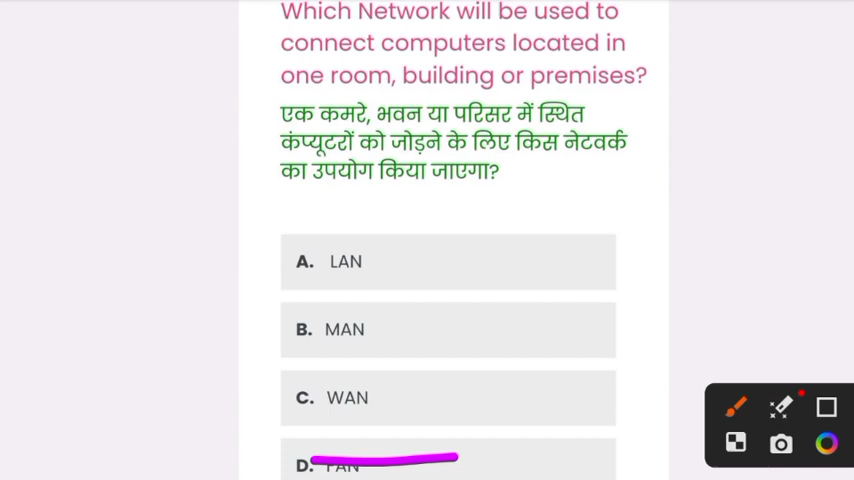 Which Network will be used to
connect computers located in
one room, building or premises?
एक कमरे, भवन या परिसर में स्थित
कंप्यूटरों को जोड़ने के लिए किस नेटवर्क
का उपयोग किया जाएगा?
A. LAN
B. MAN
C. WAN
D. PAN